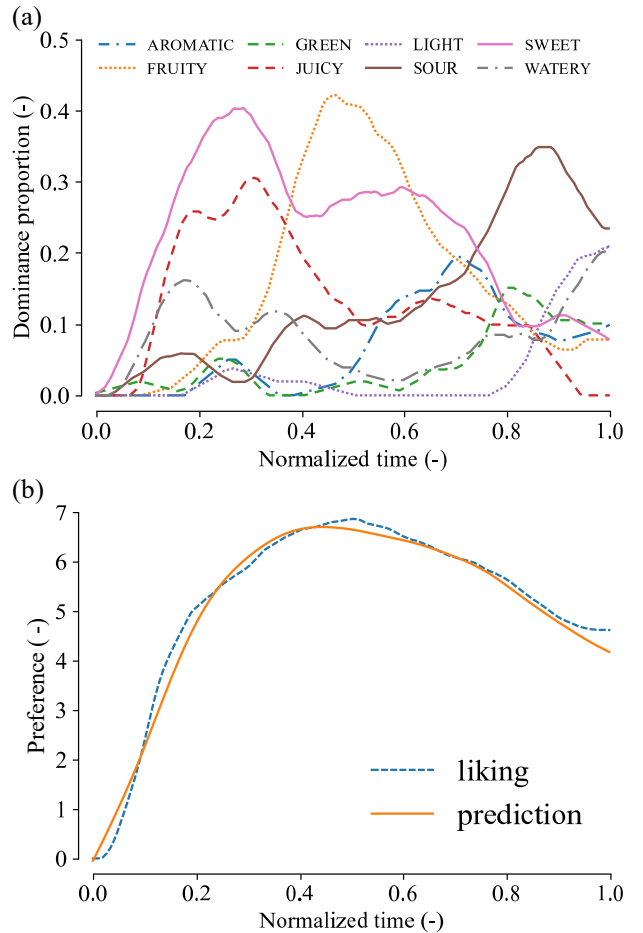 (a)
0.5
AROMATIC GREEN LIGHT SWEET
FRUITY JUICY SOUR WATERY
0.4
0.3
0.2
0.1
0.0
Dominance proportion (-)
0.0 0.2 0.4 0.6 0.8 1.0
Normalized time (-)
(b)
7
6
5
4
3
2
1
0
Preference (-)
liking
prediction
0.0 0.2 0.4 0.6 0.8 1.0
Normalized time (-)